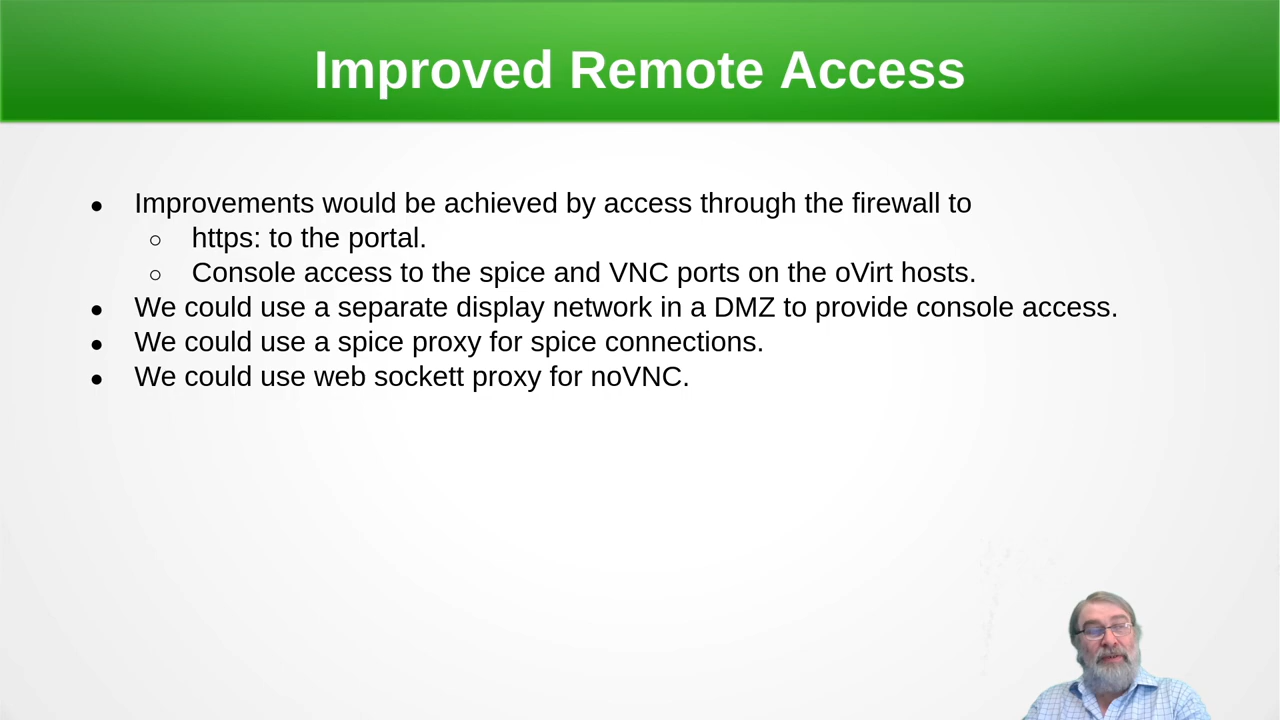 Improved Remote Access
● Improvements would be achieved by access through the firewall to
○ https: to the portal.
○ Console access to the spice and VNC ports on the oVirt hosts.
● We could use a separate display network in a DMZ to provide console access.
● We could use a spice proxy for spice connections.
● We could use web sockett proxy for noVNC.